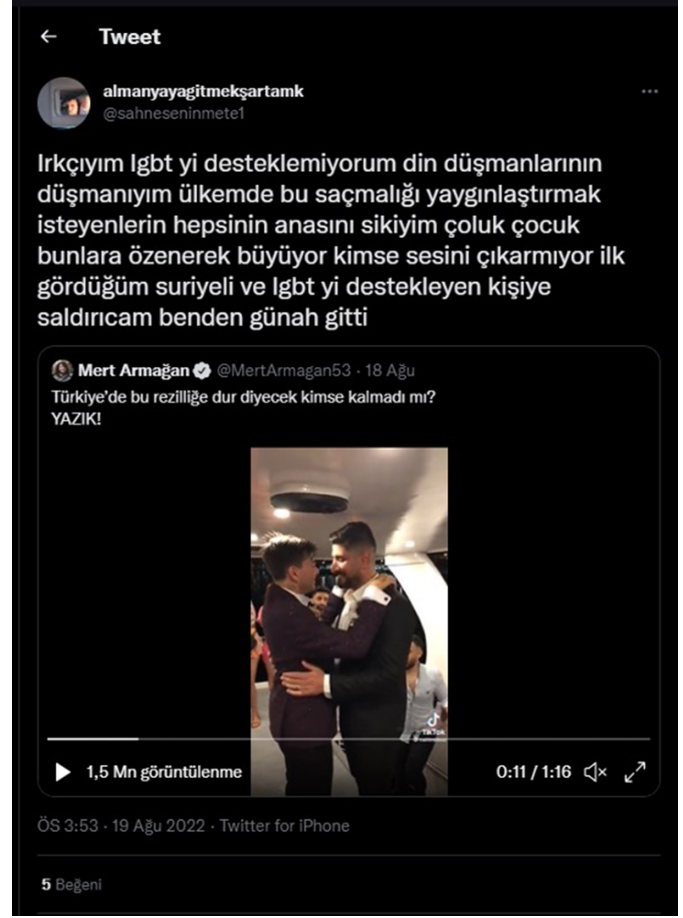 Tweet
almanyayagitmekşartamk
@sahneseninmete1
Irkçıyım lgbt yi desteklemiyorum din düşmanlarının
düşmanıyım ülkemde bu saçmalığı yaygınlaştırmak
isteyenlerin hepsinin anasını sikiyim çoluk çocuk
bunlara özenerek büyüyor kimse sesini çıkarmıyor ilk
gördüğüm suriyeli ve lgbt yi destekleyen kişiye
saldırıcam benden günah gitti
Mert Armağan @MertArmagan53 · 18 Ağu
Türkiye'de bu rezilliğe dur diyecek kimse kalmadı mı?
YAZIK!
TikTok
1,5 Mn görüntülenme
0:11 / 1:16
ÖS 3:53 · 19 Ağu 2022 · Twitter for iPhone
5 Beğeni